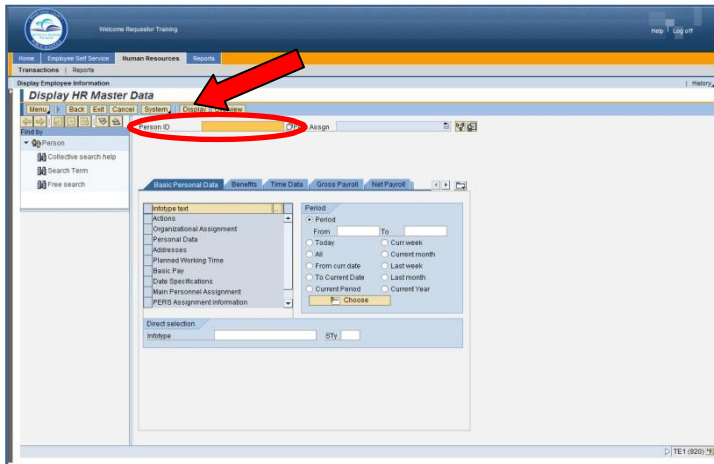 Welcome Requestor Training
Help Log off
Home Employee Self Service Human Resources Reports
Transactions | Reports
Display Employee Information | History
Display HR Master Data
Menu Back Exit Cancel System Display Overview
Find by
Person
Collective search help
Search Term
Free search
Person ID Assgn
Basic Personal Data Benefits Time Data Gross Payroll Net Payroll
Infotype text
Actions
Organizational Assignment
Personal Data
Addresses
Planned Working Time
Basic Pay
Date Specifications
Main Personnel Assignment
PERS Assignment information
Period
Period
From To
Today Curr.week
All Current month
From curr.date Last week
To Current Date Last month
Current Period Current Year
Choose
Direct selection
Infotype STy
TE1 (920)